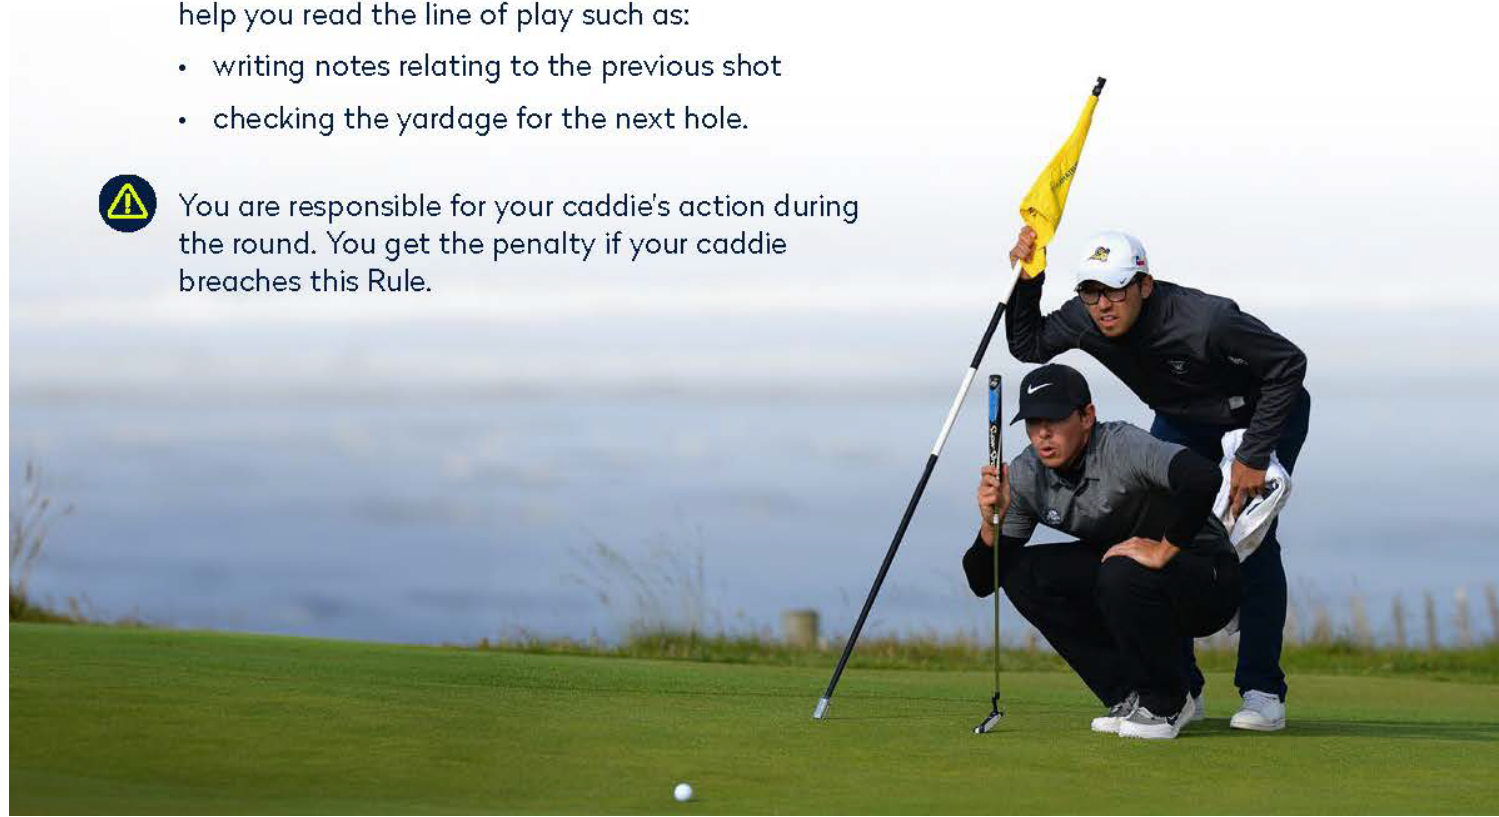 help you read the line of play such as:
• writing notes relating to the previous shot
• checking the yardage for the next hole.
You are responsible for your caddie's action during
the round. You get the penalty if your caddie
breaches this Rule.